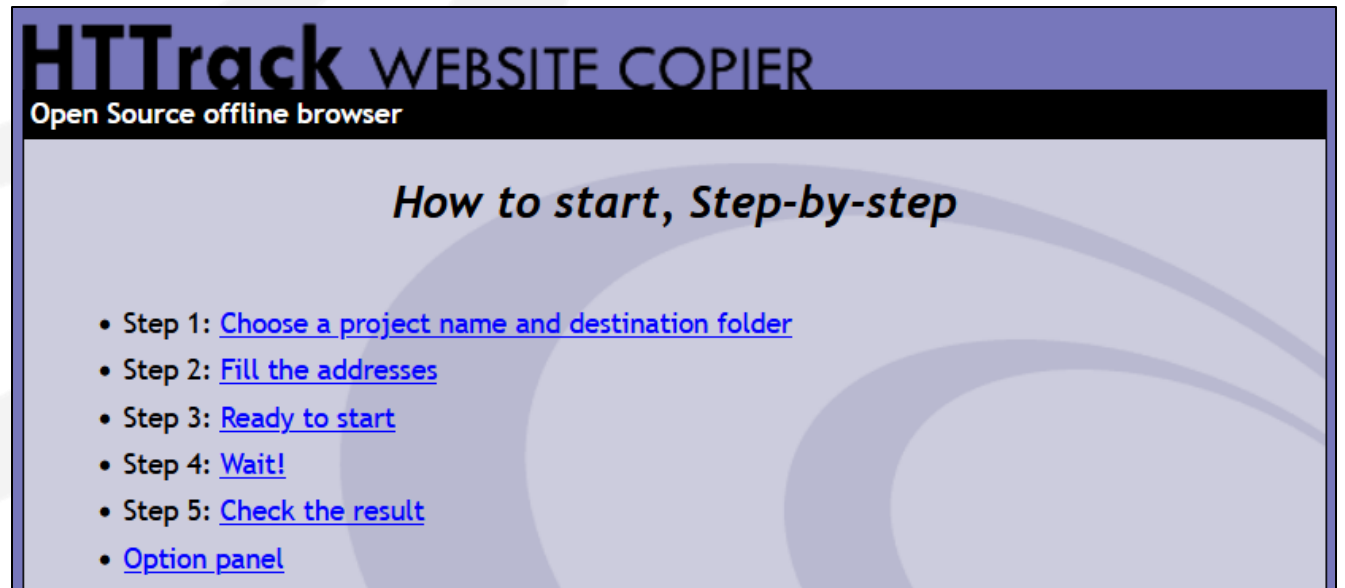 HTTrack WEBSITE COPIER
Open Source offline browser
How to start, Step-by-step
• Step 1: Choose a project name and destination folder
• Step 2: Fill the addresses
• Step 3: Ready to start
• Step 4: Wait!
• Step 5: Check the result
• Option panel